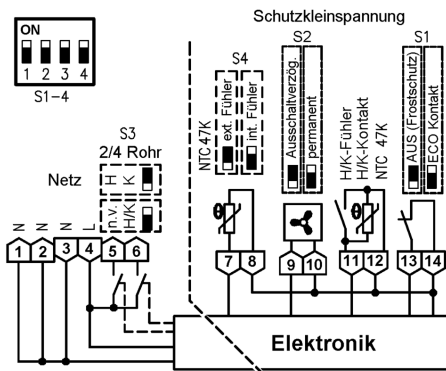 Schutzkleinspannung
ON
1 2 3 4
S1-4
S3
2/4 Rohr
H K
n.v. H/K
Netz
N N N L
S4
NTC 47K
ext. Fühler
int. Fühler
S2
Ausschaltverzög.
permanent
H/K-Fühler
H/K-Kontakt
NTC 47K
S1
AUS (Frostschutz)
ECO Kontakt
1 2 3 4 5 6
7 8 9 10 11 12 13 14
Elektronik